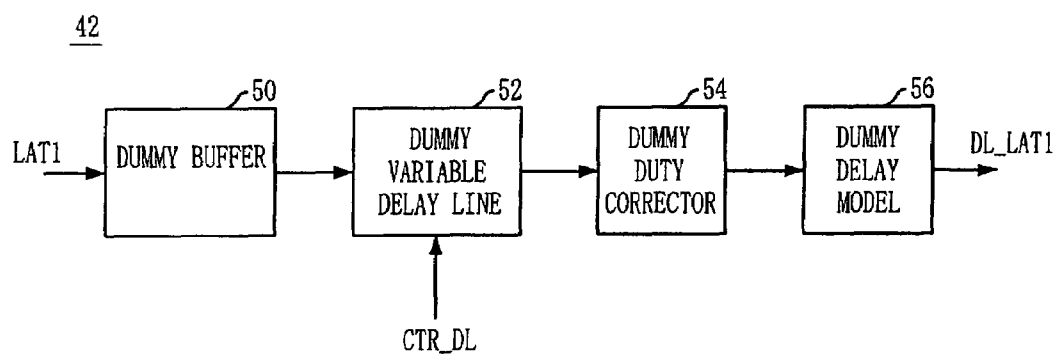 42
50
52
54
56
LAT1
DUMMY BUFFER
DUMMY
VARIABLE
DELAY LINE
DUMMY
DUTY
CORRECTOR
DUMMY
DELAY
MODEL
DL_LAT1
CTR_DL